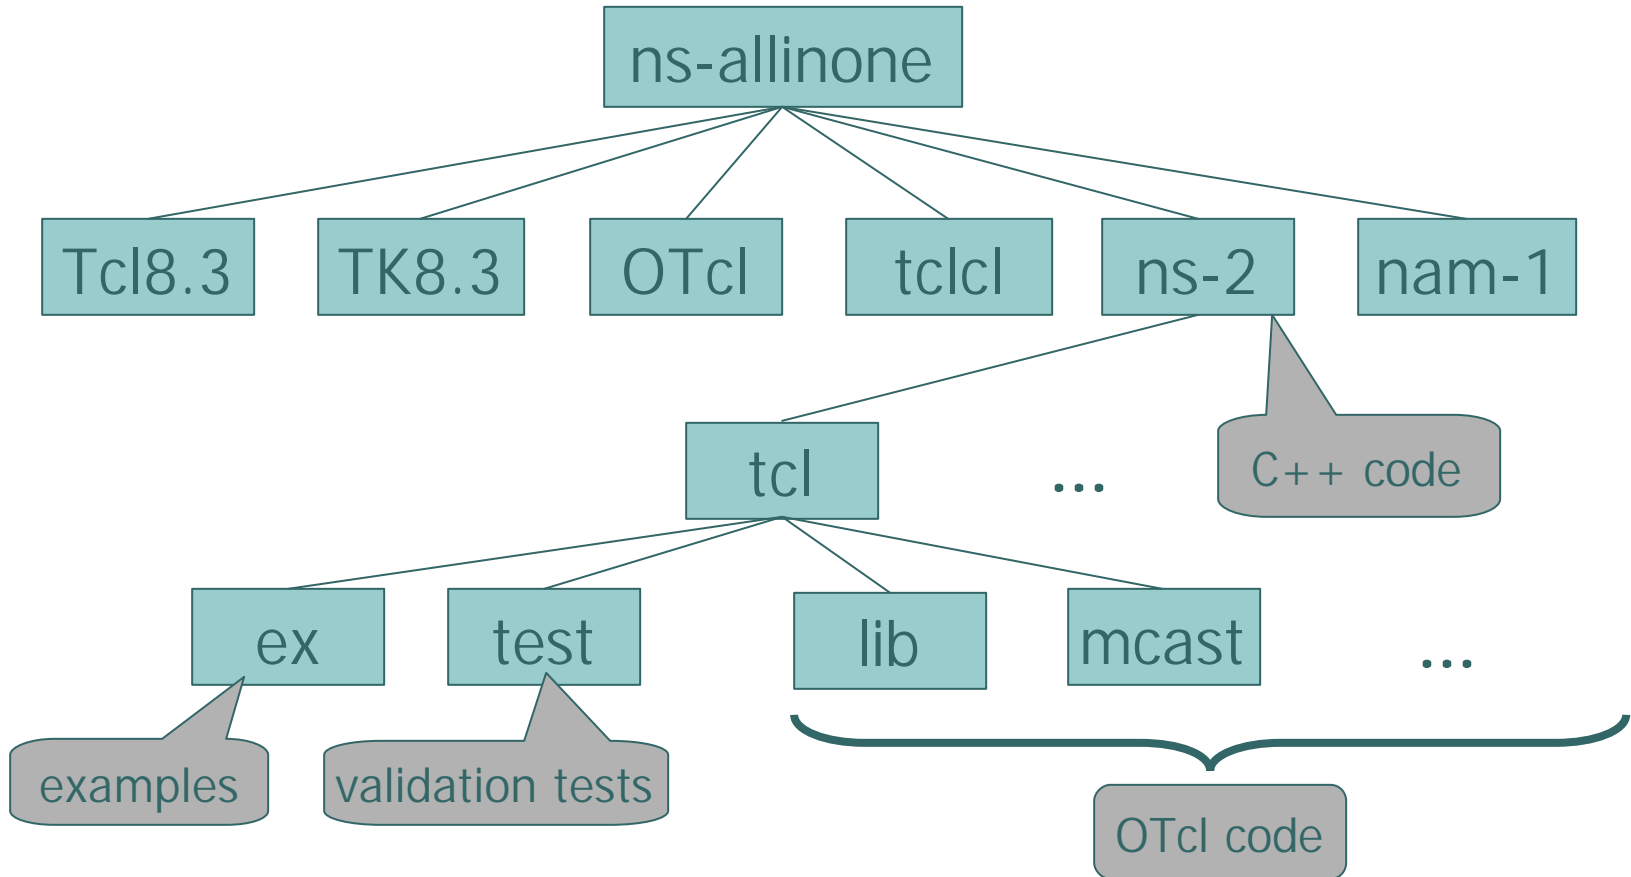 ns-allinone
Tcl8.3
TK8.3
OTcl
tclcl
ns-2
nam-1
tcl
...
C++ code
ex
test
lib
mcast
...
examples
validation tests
OTcl code